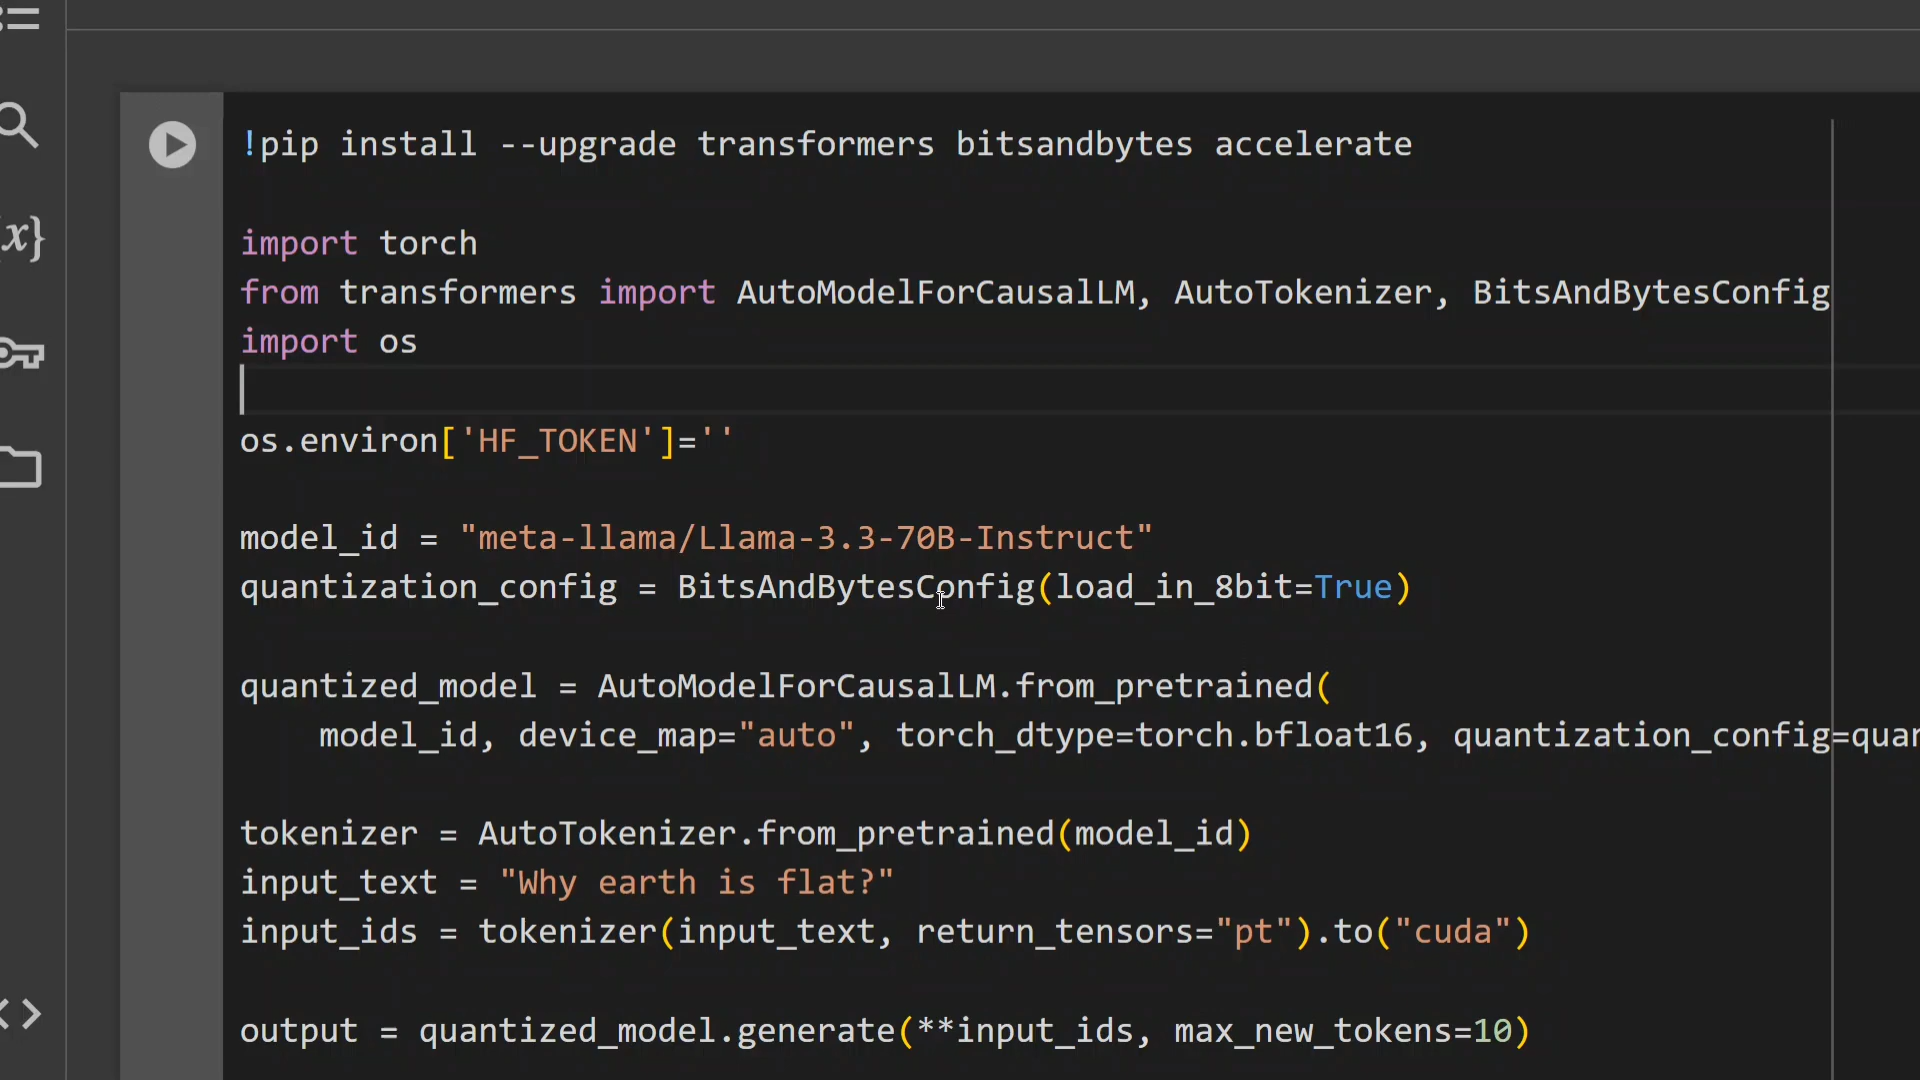 !pip install --upgrade transformers bitsandbytes accelerate
import torch
from transformers import AutoModelForCausalLM, AutoTokenizer, BitsAndBytesConfig
import os
os.environ['HF_TOKEN']=''
model_id = "meta-llama/Llama-3.3-70B-Instruct"
quantization_config = BitsAndBytesConfig(load_in_8bit=True)
quantized_model = AutoModelForCausalLM.from_pretrained(
    model_id, device_map="auto", torch_dtype=torch.bfloat16, quantization_config=quan
tokenizer = AutoTokenizer.from_pretrained(model_id)
input_text = "Why earth is flat?"
input_ids = tokenizer(input_text, return_tensors="pt").to("cuda")
output = quantized_model.generate(**input_ids, max_new_tokens=10)